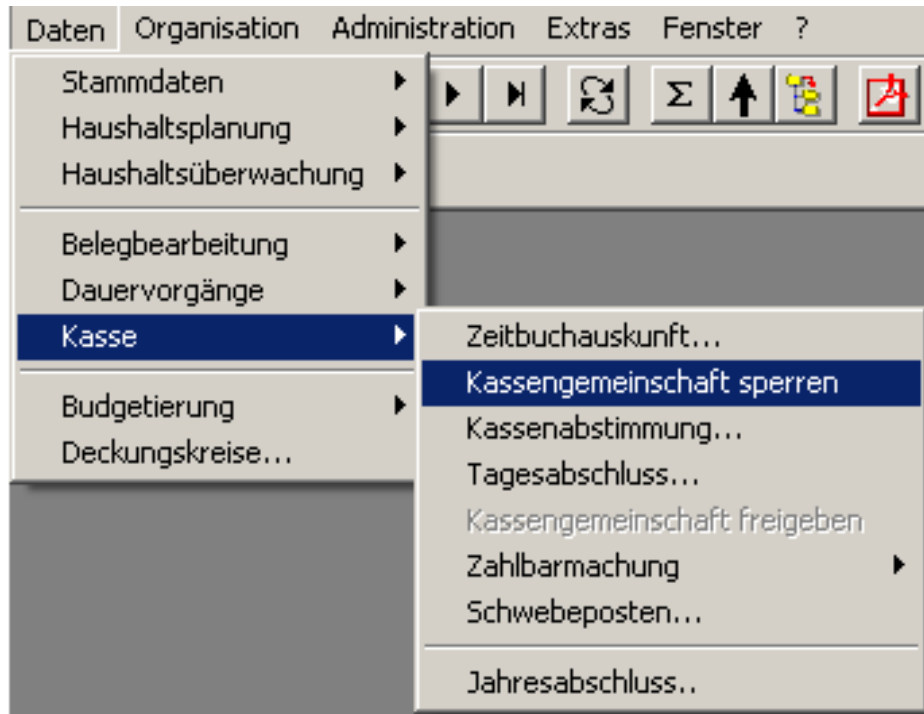 Daten Organisation Administration Extras Fenster ?
Stammdaten
Haushaltsplanung
Haushaltsüberwachung
Belegbearbeitung
Dauervorgänge
Kasse
Budgetierung
Deckungskreise...
Zeitbuchauskunft...
Kassengemeinschaft sperren
Kassenabstimmung...
Tagesabschluss...
Kassengemeinschaft freigeben
Zahlbarmachung
Schwebeposten...
Jahresabschluss..